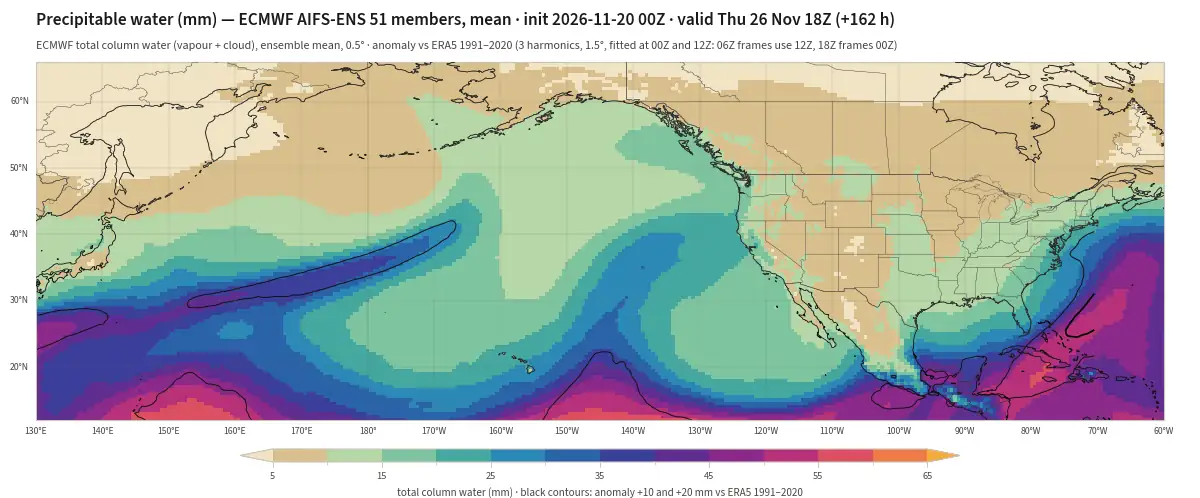 Precipitable water (mm) — ECMWF AIFS-ENS 51 members, mean · init 2026-11-20 00Z · valid Thu 26 Nov 18Z (+162 h)
ECMWF total column water (vapour + cloud), ensemble mean, 0.5° · anomaly vs ERA5 1991–2020 (3 harmonics, 1.5°, fitted at 00Z and 12Z: 06Z frames use 12Z, 18Z frames 00Z)
60°N
50°N
40°N
30°N
20°N
130°E 140°E 150°E 160°E 170°E 180° 170°W 160°W 150°W 140°W 130°W 120°W 110°W 100°W 90°W 80°W 70°W 60°W
5 15 25 35 45 55 65
total column water (mm) · black contours: anomaly +10 and +20 mm vs ERA5 1991–2020